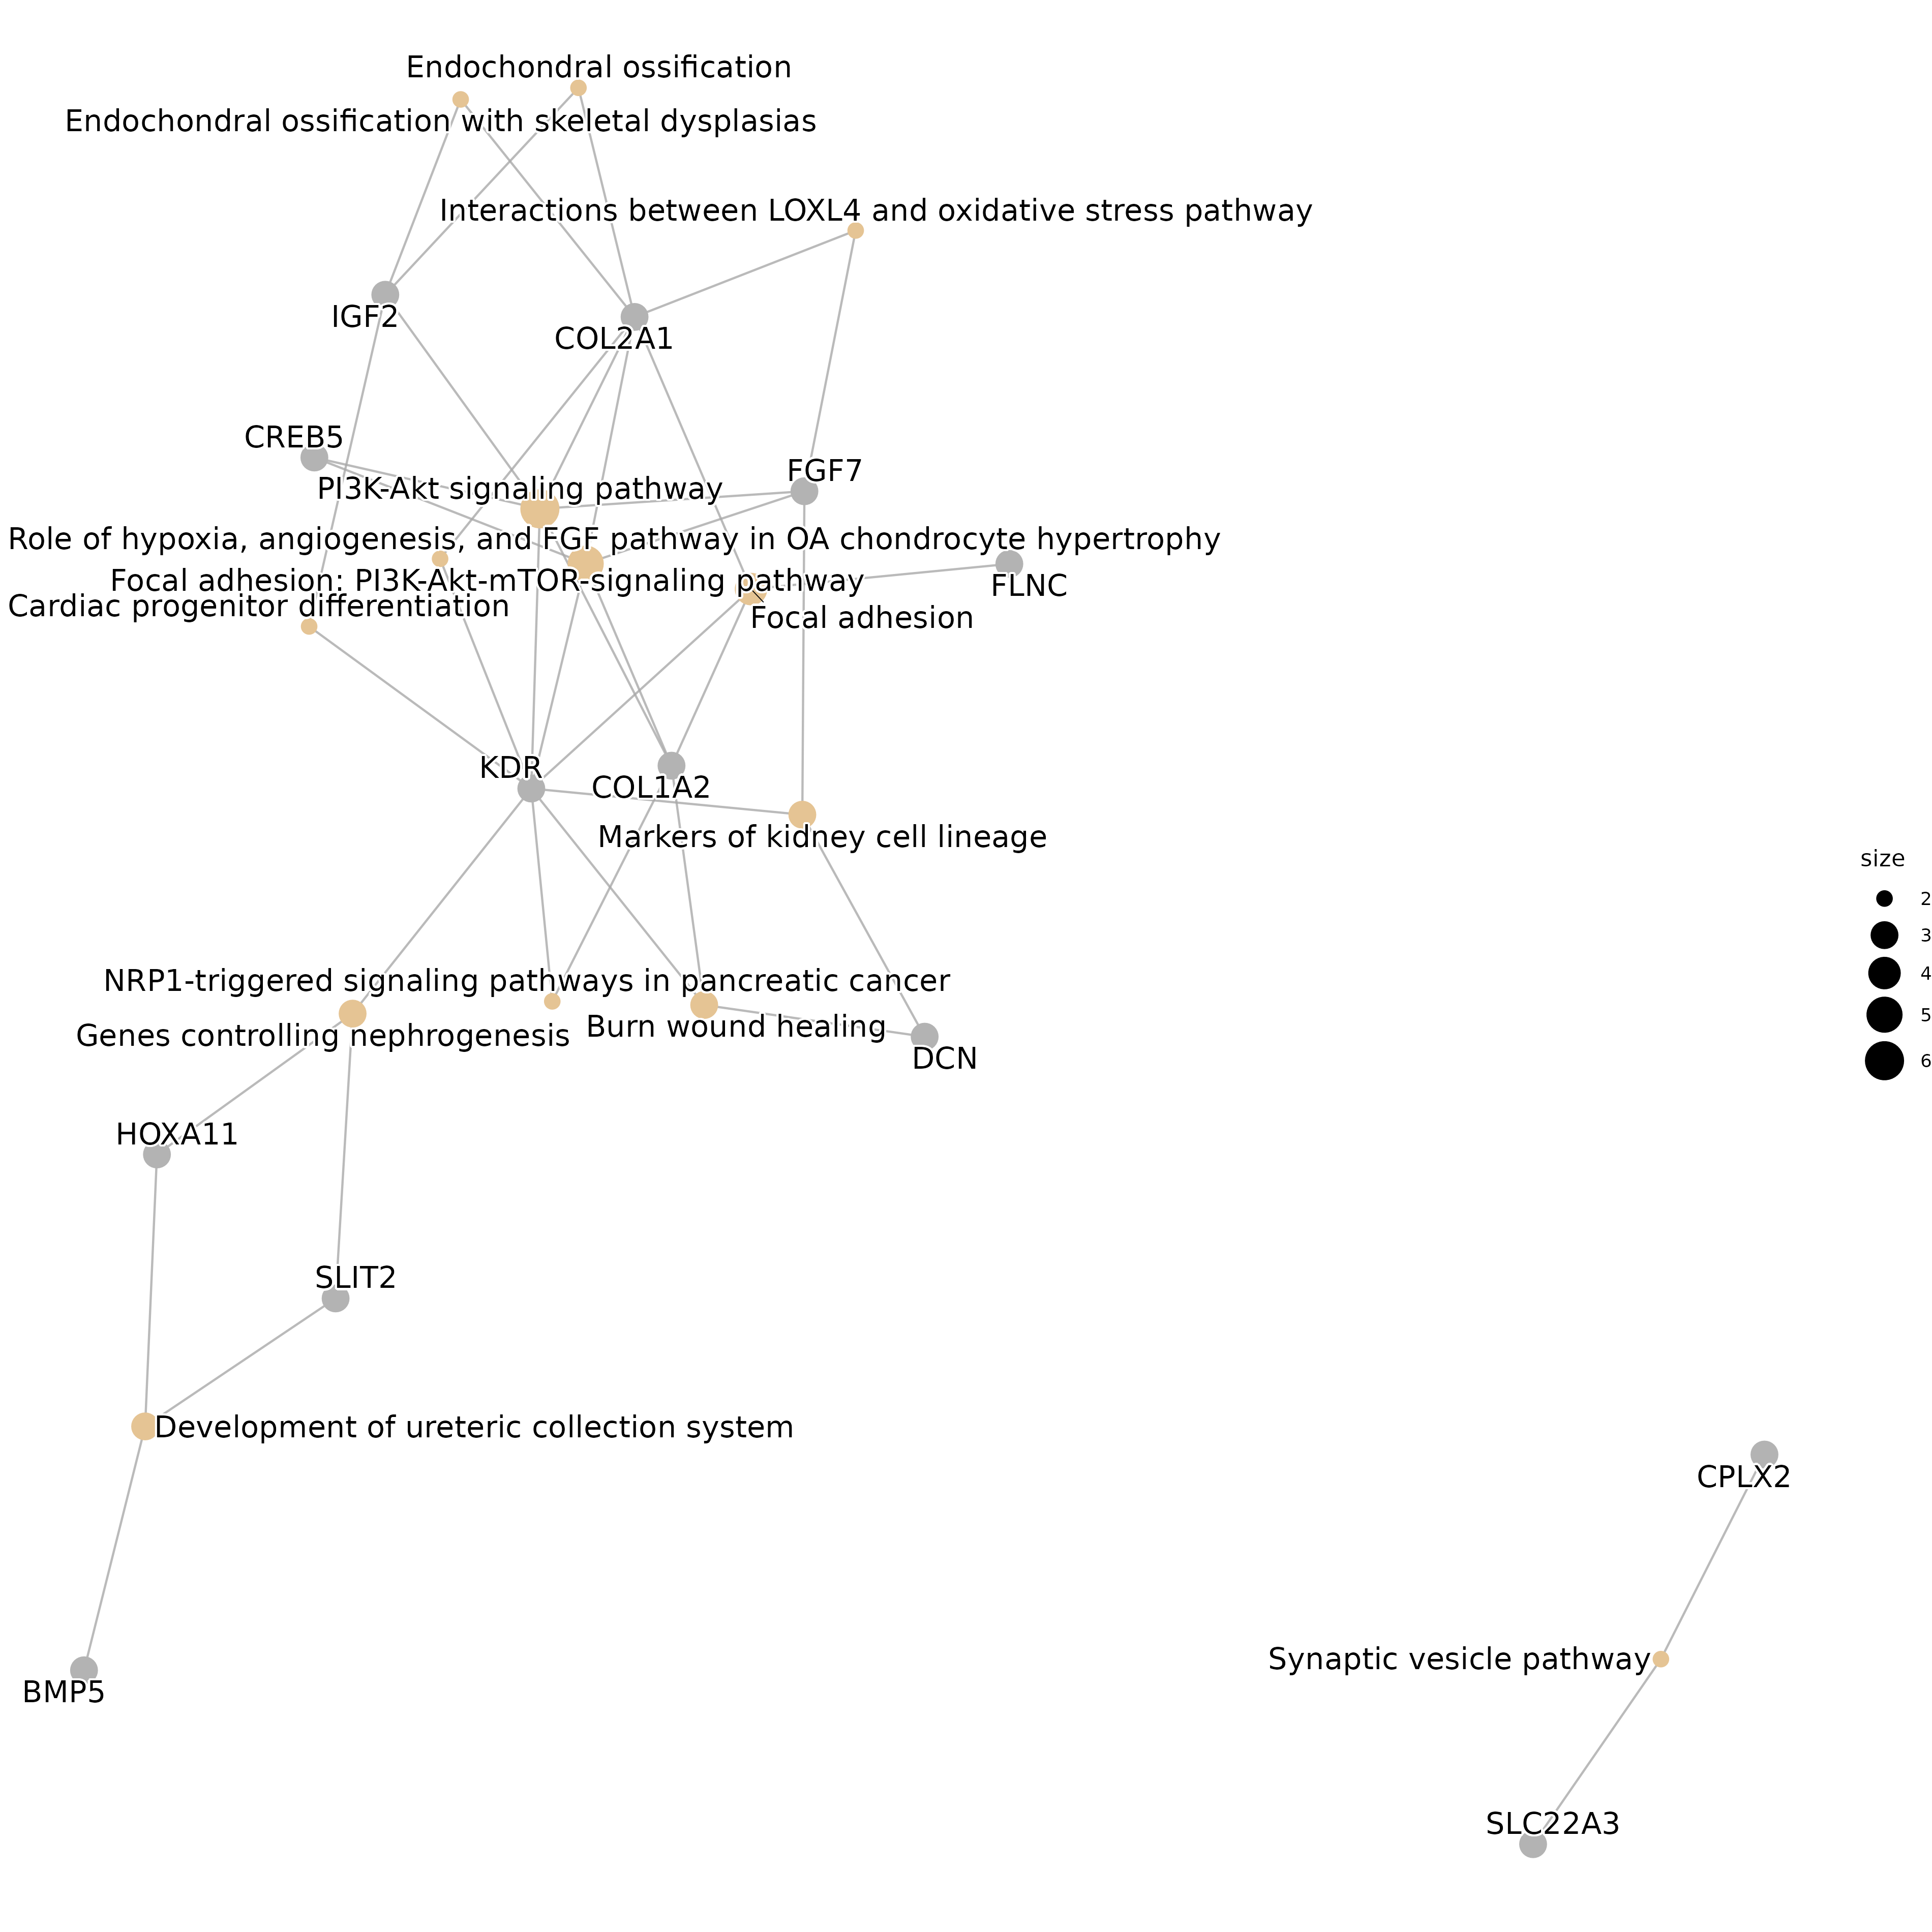 Endochondral ossification
Endochondral ossification with skeletal dysplasias
Interactions between LOXL4 and oxidative stress pathway
IGF2
COL2A1
CREB5
FGF7
PI3K-Akt signaling pathway
Role of hypoxia, angiogenesis, and FGF pathway in OA chondrocyte hypertrophy
Focal adhesion: PI3K-Akt-mTOR-signaling pathway
FLNC
Cardiac progenitor differentiation
Focal adhesion
KDR
COL1A2
Markers of kidney cell lineage
size
2
3
4
5
6
NRP1-triggered signaling pathways in pancreatic cancer
Burn wound healing
Genes controlling nephrogenesis
DCN
HOXA11
SLIT2
Development of ureteric collection system
CPLX2
Synaptic vesicle pathway
BMP5
SLC22A3